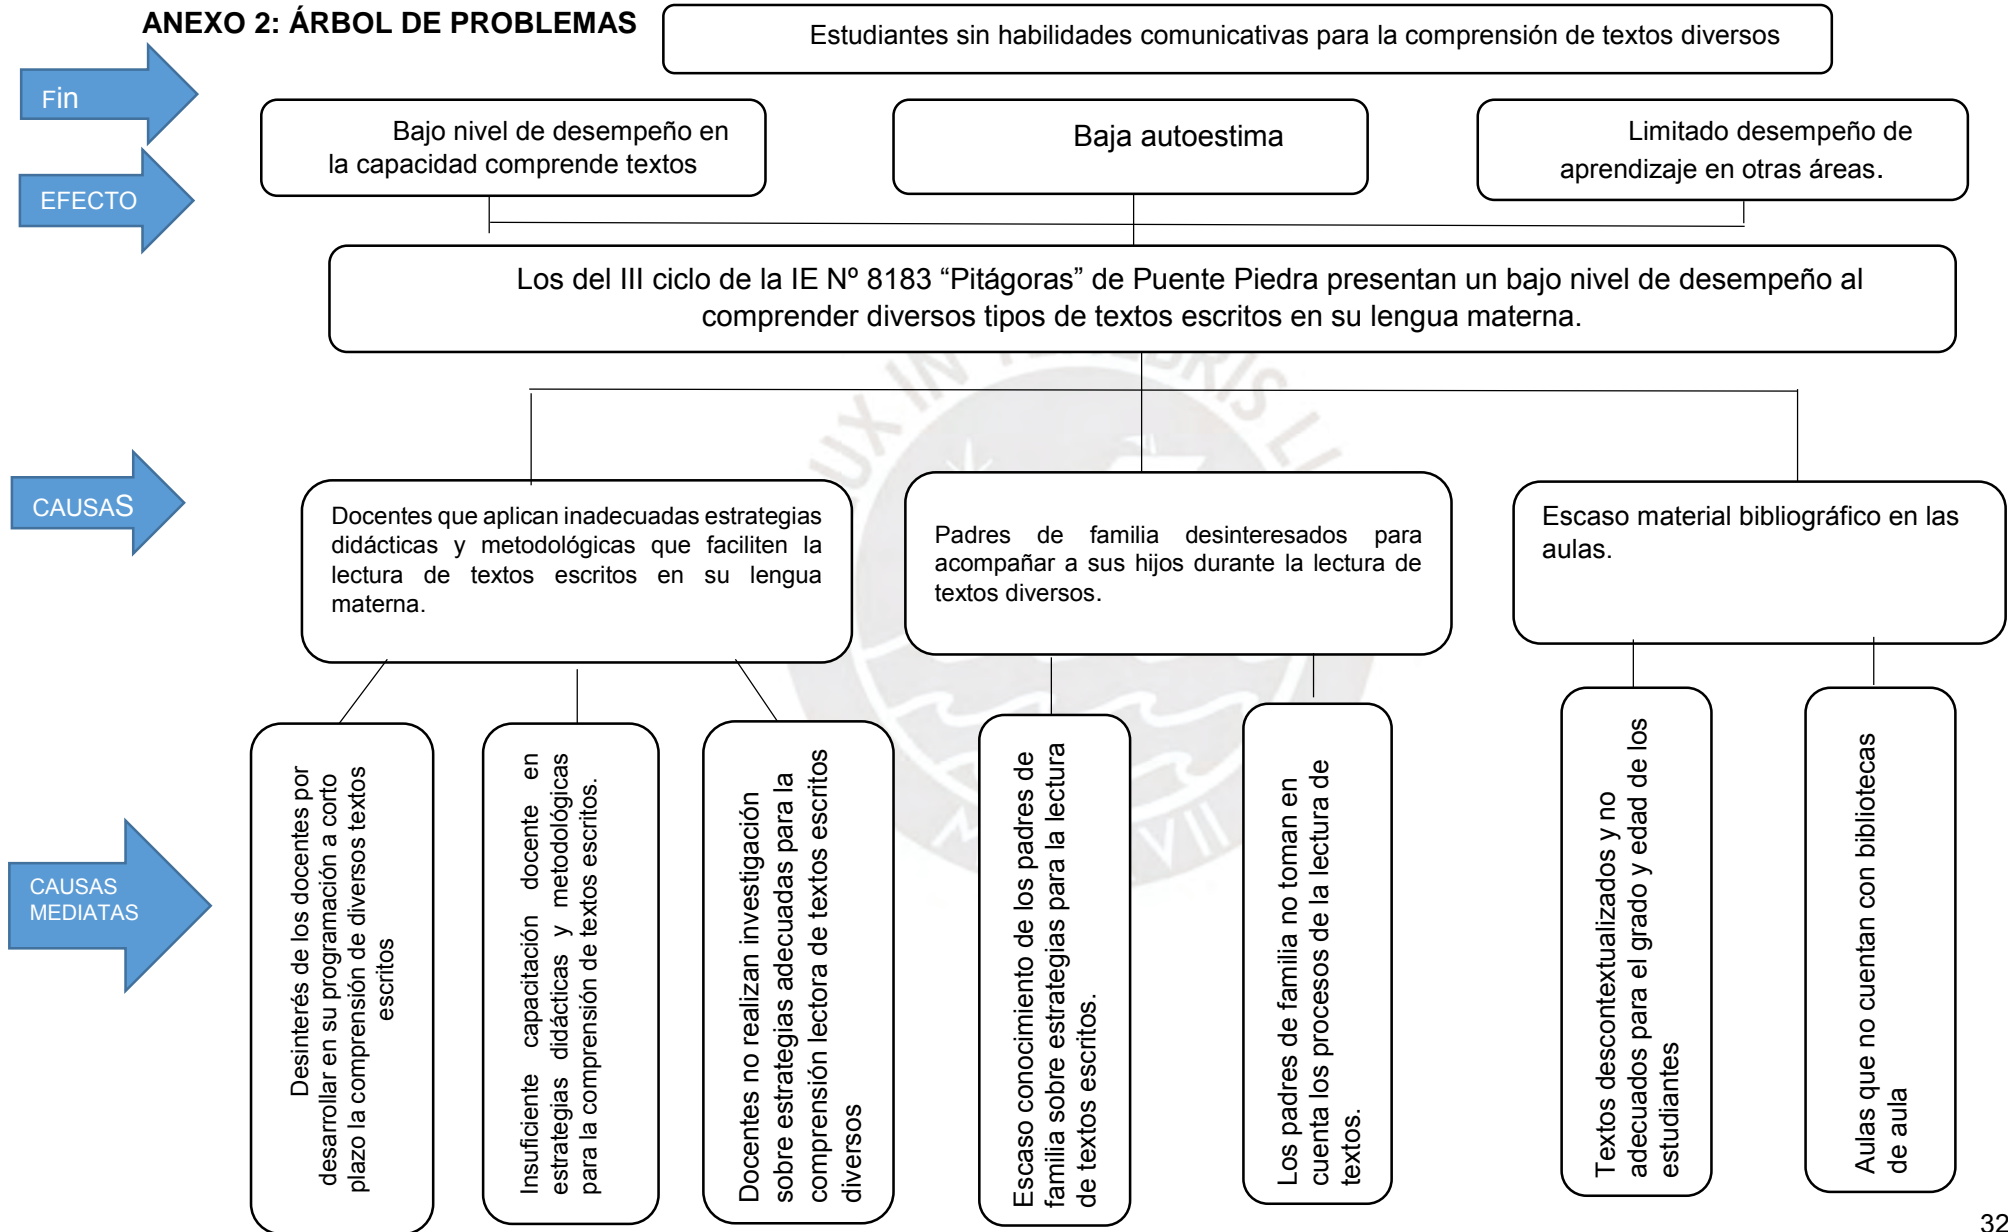 ANEXO 2: ÁRBOL DE PROBLEMAS
Estudiantes sin habilidades comunicativas para la comprensión de textos diversos
Fin
Bajo nivel de desempeño en
la capacidad comprende textos
Baja autoestima
Limitado desempeño de
aprendizaje en otras áreas.
EFECTO
Los del III ciclo de la IE Nº 8183 “Pitágoras” de Puente Piedra presentan un bajo nivel de desempeño al
comprender diversos tipos de textos escritos en su lengua materna.
CAUSAS
Docentes que aplican inadecuadas estrategias
didácticas y metodológicas que faciliten la
lectura de textos escritos en su lengua
materna.
Padres de familia desinteresados para
acompañar a sus hijos durante la lectura de
textos diversos.
Escaso material bibliográfico en las
aulas.
CAUSAS
MEDIATAS
Desinterés de los docentes por
desarrollar en su programación a corto
plazo la comprensión de diversos textos
escritos
Insuficiente capacitación docente en
estrategias didácticas y metodológicas
para la comprensión de textos escritos.
Docentes no realizan investigación
sobre estrategias adecuadas para la
comprensión lectora de textos escritos
diversos
Escaso conocimiento de los padres de
familia sobre estrategias para la lectura
de textos escritos.
Los padres de familia no toman en
cuenta los procesos de la lectura de
textos.
Textos descontextualizados y no
adecuados para el grado y edad de los
estudiantes
Aulas que no cuentan con bibliotecas
de aula
32